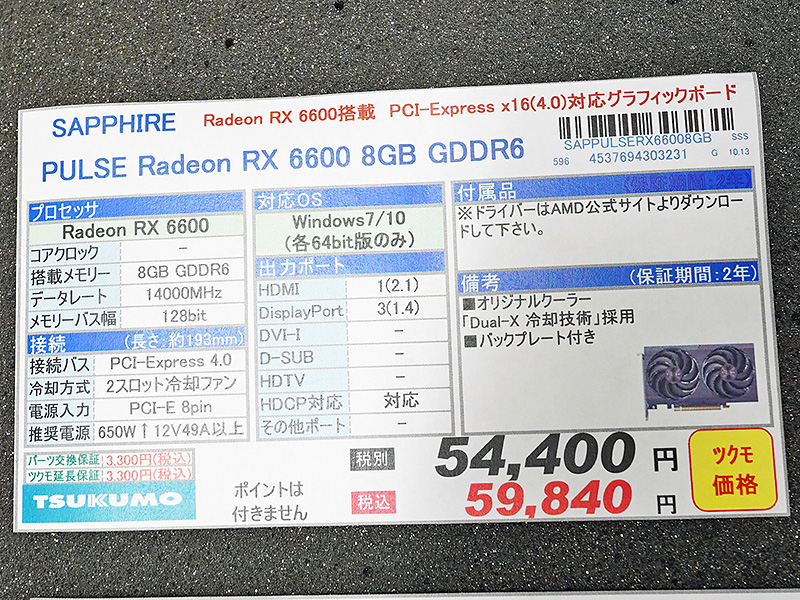 SAPPHIRE
Radeon RX 6600搭載 PCI-Express x16(4.0)対応グラフィックボード
PULSE Radeon RX 6600 8GB GDDR6
SAPPULSERX66008GB SSS
596 4537694303231 G 10.13
プロセッサ
Radeon RX 6600
コアクロック －
搭載メモリー 8GB GDDR6
データレート 14000MHz
メモリーバス幅 128bit
接続 (長さ:約193mm)
接続バス PCI-Express 4.0
冷却方式 2スロット冷却ファン
電源入力 PCI-E 8pin
推奨電源 650W↑12V49A以上
対応OS
Windows7/10
(各64bit版のみ)
出力ポート
HDMI 1(2.1)
DisplayPort 3(1.4)
DVI-I －
D-SUB －
HDTV －
HDCP対応 対応
その他ポート －
付属品
※ドライバーはAMD公式サイトよりダウンロー
ドして下さい。
備考 (保証期間:2年)
■オリジナルクーラー
「Dual-X 冷却技術」採用
■バックプレート付き
パーツ交換保証 3,300円(税込)
ツクモ延長保証 3,300円(税込)
TSUKUMO
ポイントは
付きません
税別 54,400円
税込 59,840円
ツクモ
価格